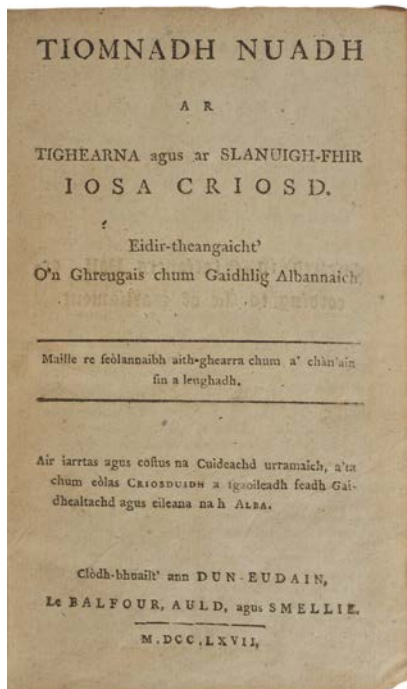 TIOMNADH NUADH
A R
TIGHEARNA agus ar SLANUIGH-FHIR
IOSA CRIOSD.
Eidir-theangaicht'
O'n Ghreugais chum Gaidhlig Albannaich.
Maille re seòlannaibh aith-ghearra chum a' chàn'ain
sin a leughadh.
Air iarrtas agus costus na Cuideachd urramaich, a'ta
chum eòlas CRIOSDUIDH a sgaoileadh feadh Gai-
dhealtachd agus eileana na h ALBA.
Clòdh-bhuailt' ann DUN-EUDAIN,
Le BALFOUR, AULD, agus SMELLIE.
M.DCC.LXVII,